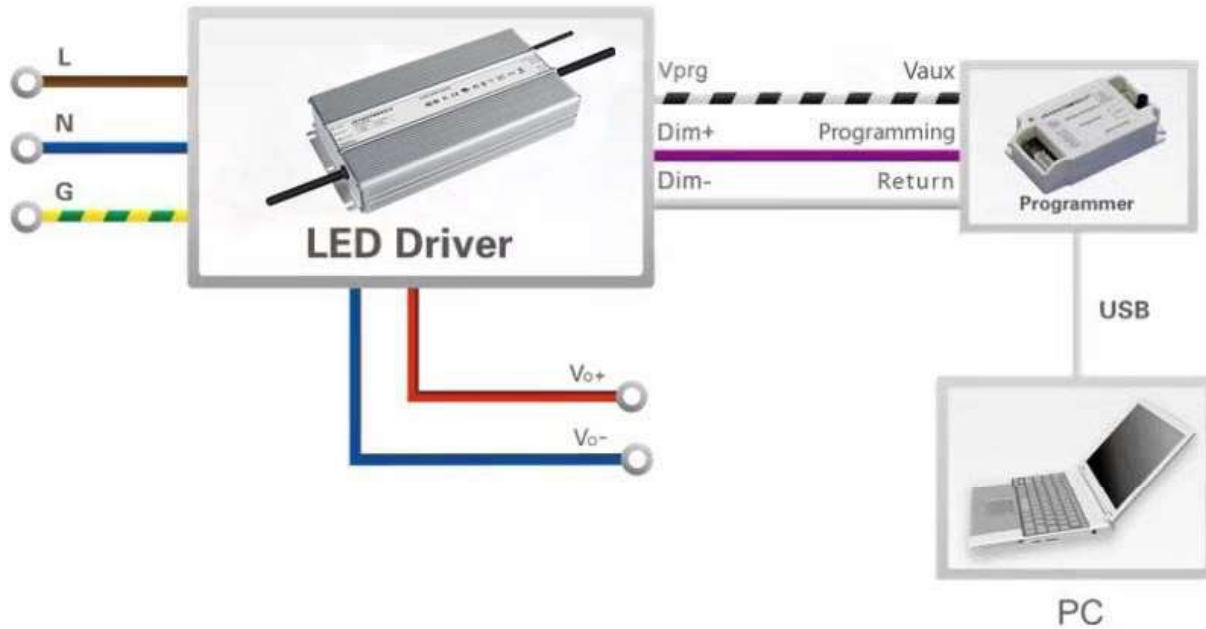 L
N
G
LED Driver
Vprg Vaux
Dim+ Programming
Dim- Return
Programmer
USB
Vo+
Vo-
PC